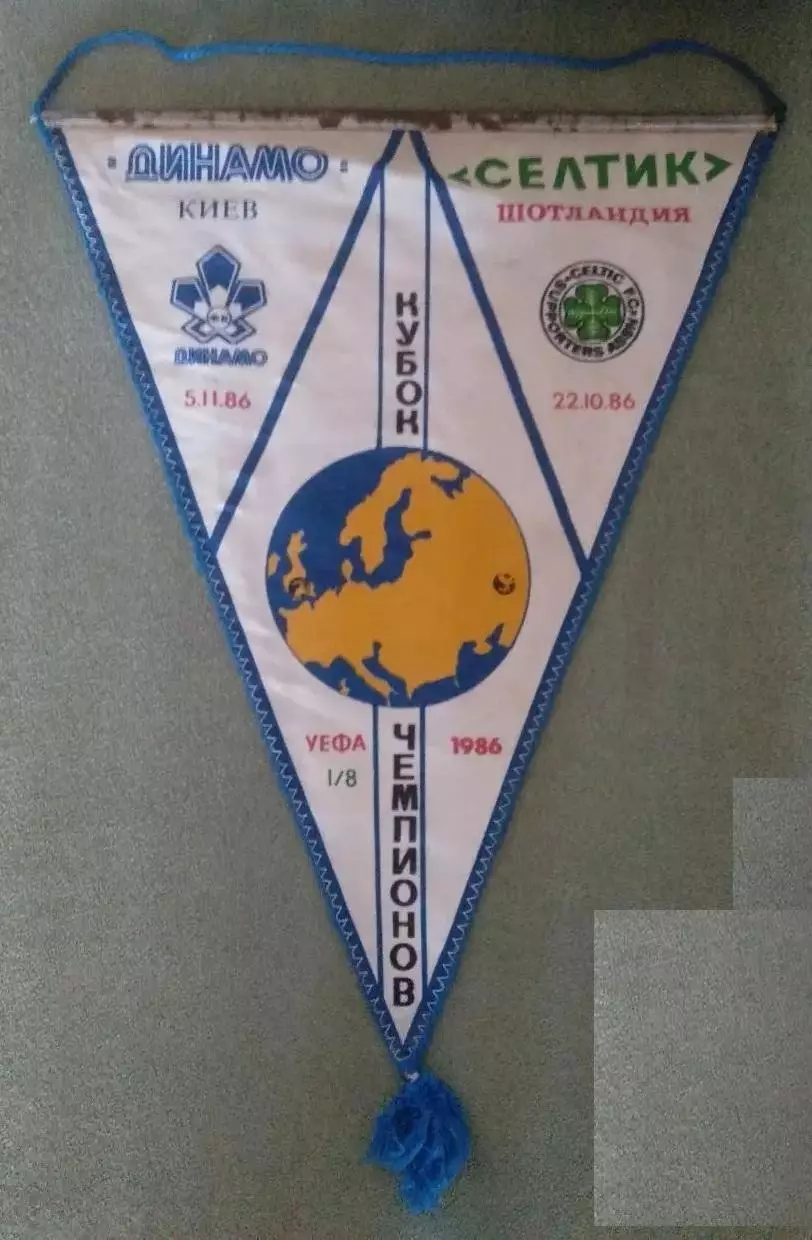 ДИНАМО
КИЕВ
ДИНАМО
5.11.86
<СЕЛТИК>
ШОТЛАНДИЯ
CELTIC F.C.
SUPPORTERS ASSN
22.10.86
КУБОК
ЧЕМПИОНОВ
УЕФА
1/8
1986